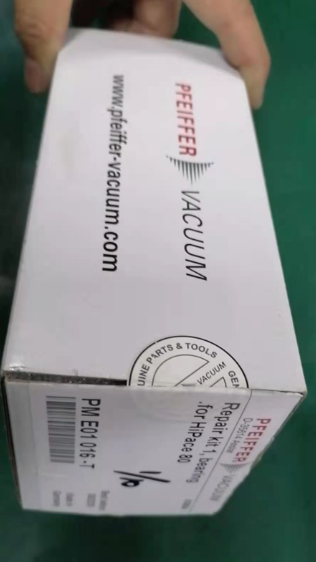 PFEIFFER VACUUM
www.pfeiffer-vacuum.com
PARTS & TOOLS
VACUUM
PFEIFFER VACUUM
Repair kit 1, bearing
for HiPace 80
PM E01 016 -T